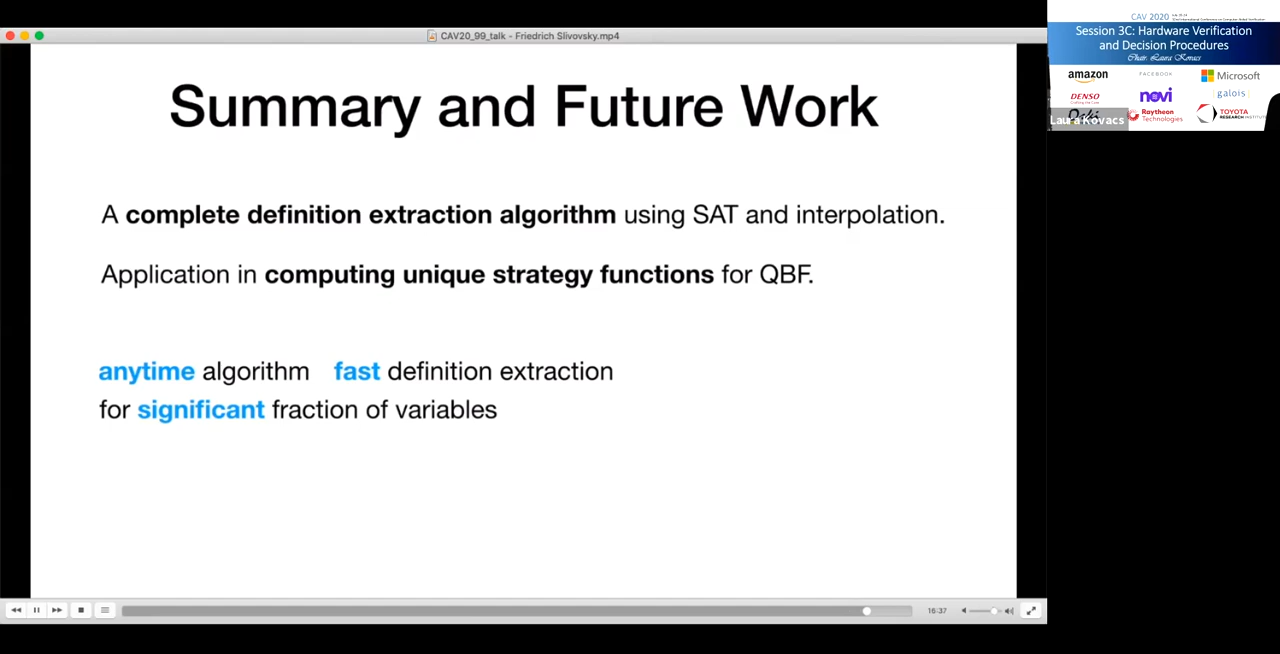 CAV20_99_talk - Friedrich Slivovsky.mp4
Summary and Future Work
A complete definition extraction algorithm using SAT and interpolation.
Application in computing unique strategy functions for QBF.
anytime algorithm fast definition extraction
for significant fraction of variables
16:37
CAV 2020
Session 3C: Hardware Verification
and Decision Procedures
Chair: Laura Kovacs
amazon FACEBOOK Microsoft
DENSO novi galois
Raytheon Technologies TOYOTA RESEARCH INSTITUTE
Laura Kovacs